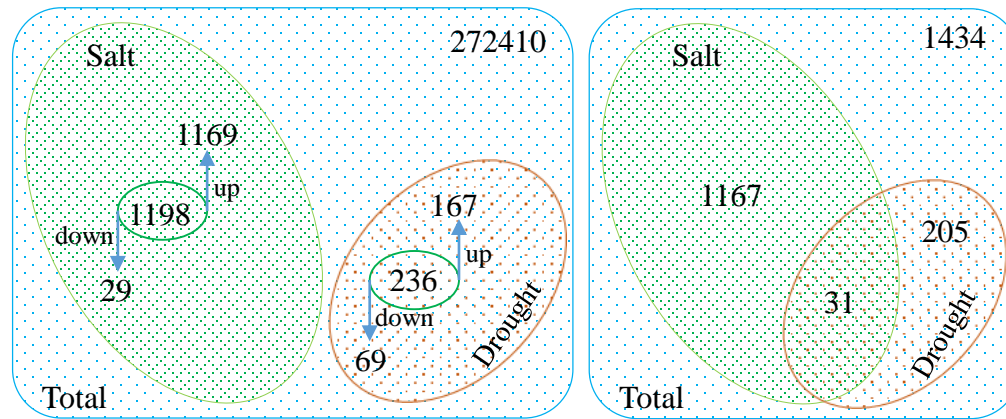 272410
Salt
1169
up
1198
down
29
167
up
236
down
69
Drought
Total
1434
Salt
1167
205
31
Drought
Total